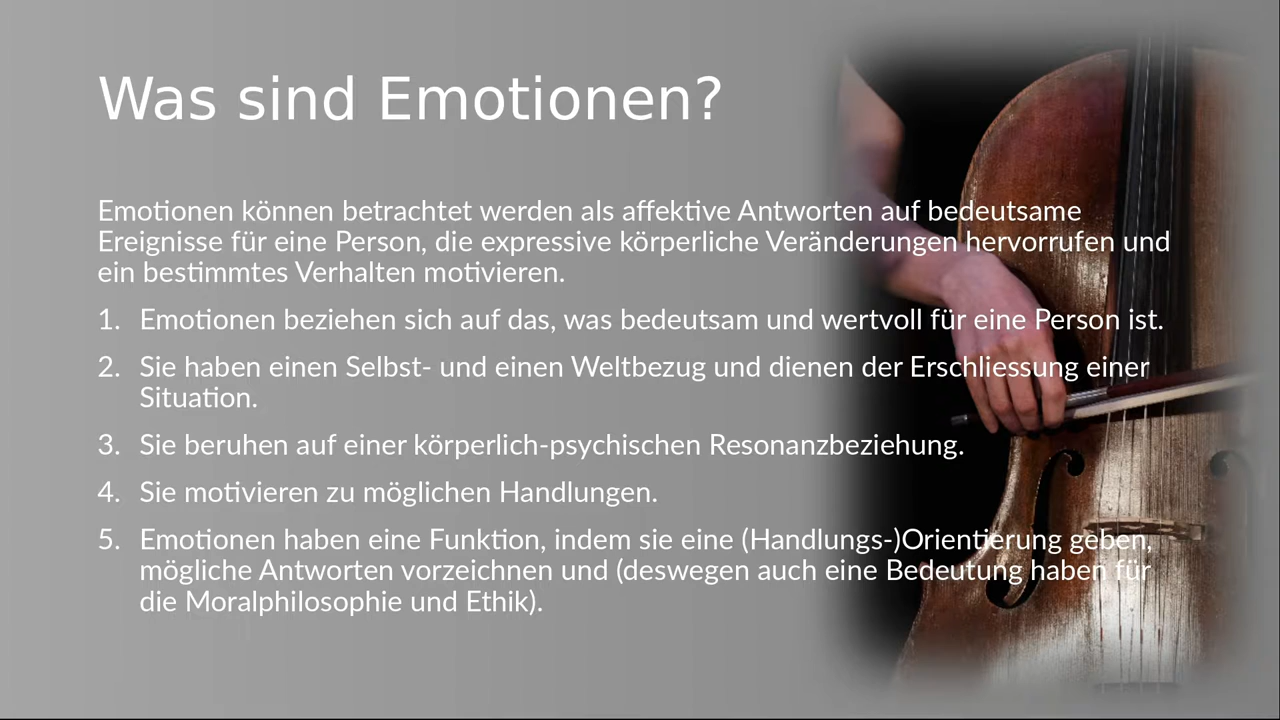 Was sind Emotionen?
Emotionen können betrachtet werden als affektive Antworten auf bedeutsame
Ereignisse für eine Person, die expressive körperliche Veränderungen hervorrufen und
ein bestimmtes Verhalten motivieren.
1. Emotionen beziehen sich auf das, was bedeutsam und wertvoll für eine Person ist.
2. Sie haben einen Selbst- und einen Weltbezug und dienen der Erschliessung einer
Situation.
3. Sie beruhen auf einer körperlich-psychischen Resonanzbeziehung.
4. Sie motivieren zu möglichen Handlungen.
5. Emotionen haben eine Funktion, indem sie eine (Handlungs-)Orientierung geben,
mögliche Antworten vorzeichnen und (deswegen auch eine Bedeutung haben für
die Moralphilosophie und Ethik).